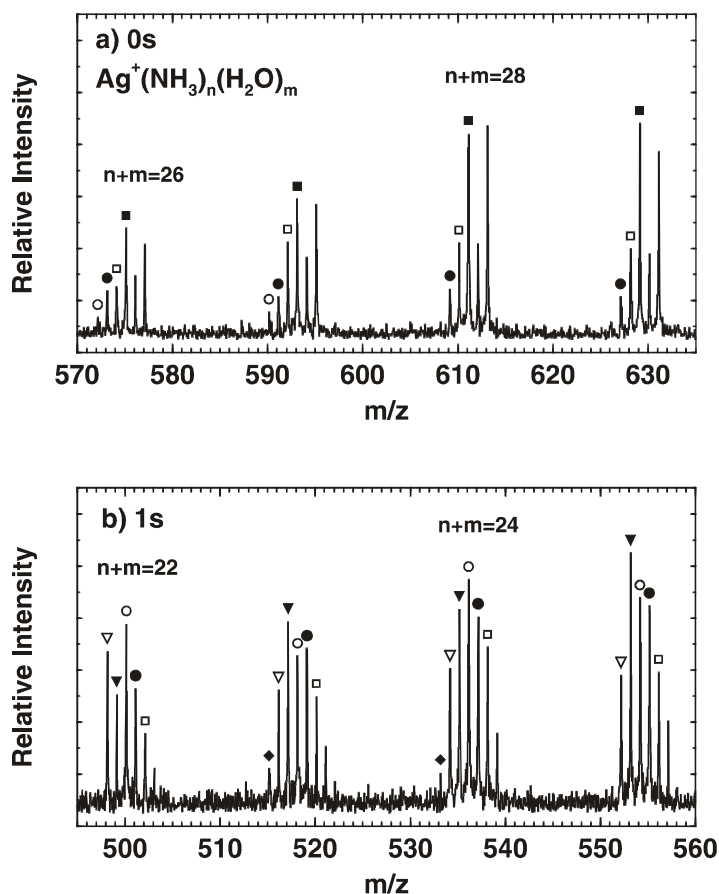 a) 0s
Ag⁺(NH₃)ₙ(H₂O)ₘ
n+m=28
n+m=26
Relative Intensity
570 580 590 600 610 620 630
m/z
b) 1s
n+m=24
n+m=22
Relative Intensity
500 510 520 530 540 550 560
m/z